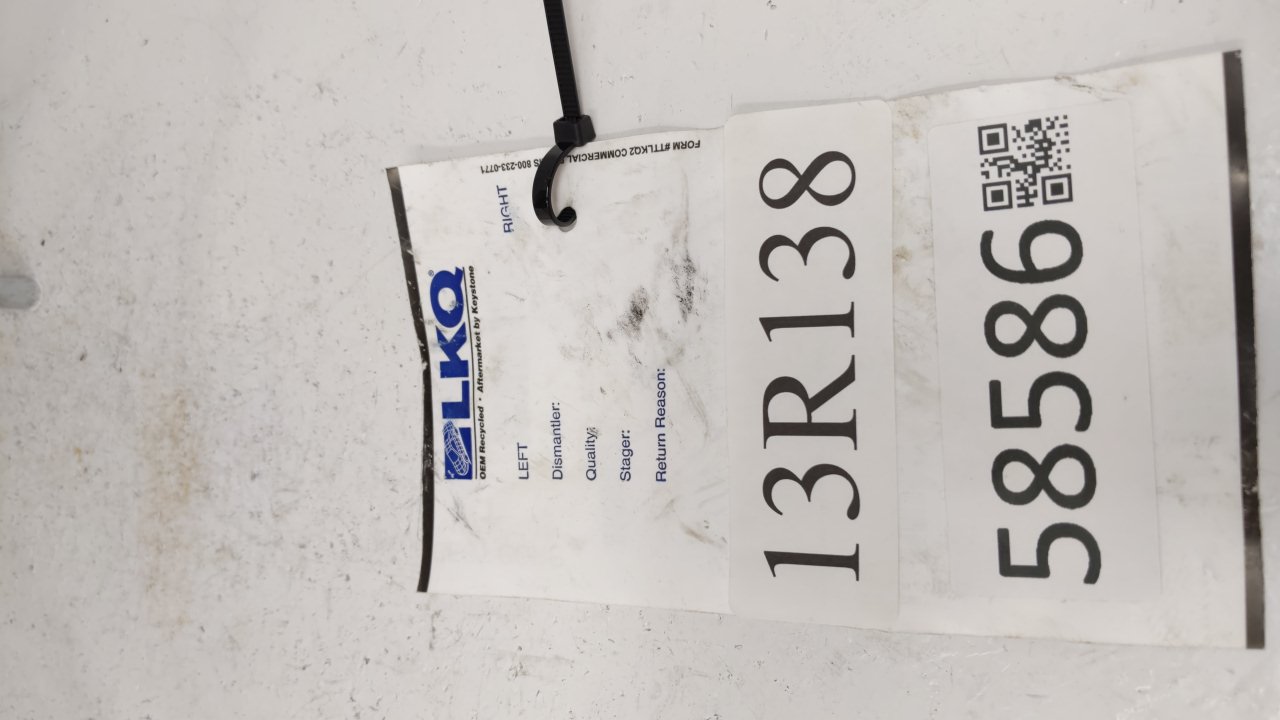 LKQ®
OEM Recycled · Aftermarket by Keystone
LEFT RIGHT
Dismantler:
Quality:
Stager:
Return Reason:
FORM #TTLKQ2 COMMERCIAL 800-233-0771
13R138
58586